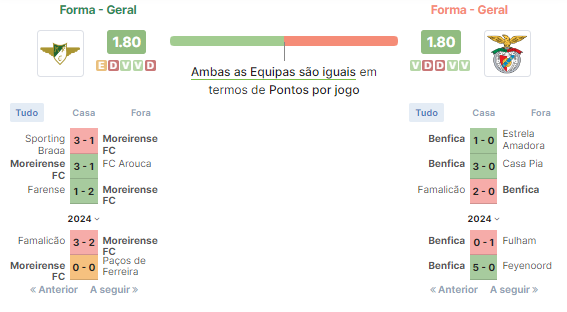 Forma - Geral
1.80
E D V V D
Ambas as Equipas são iguais em
termos de Pontos por jogo
Forma - Geral
1.80
V D D V V
Tudo Casa Fora
Sporting Braga 3 - 1 Moreirense FC
Moreirense FC 3 - 1 FC Arouca
Farense 1 - 2 Moreirense FC
2024
Famalicão 3 - 2 Moreirense FC
Moreirense FC 0 - 0 Paços de Ferreira
« Anterior A seguir »
Tudo Casa Fora
Benfica 1 - 0 Estrela Amadora
Benfica 3 - 0 Casa Pia
Famalicão 2 - 0 Benfica
2024
Benfica 0 - 1 Fulham
Benfica 5 - 0 Feyenoord
« Anterior A seguir »